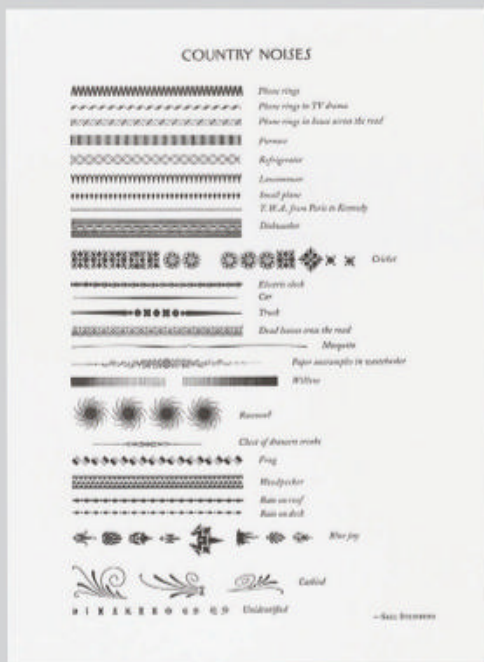 COUNTRY NOISES
Phone rings
Phone rings in TV drama
Phone rings in house across the road
Furnace
Refrigerator
Lawnmower
Small plane
T.W.A. from Paris to Kennedy
Dishwasher
Cricket
Electric clock
Car
Truck
Dead leaves cross the road
Mosquito
Paper uncrumples in wastebasket
Willow
Raccoon
Chest of drawers creaks
Frog
Woodpecker
Rain on roof
Rain on deck
Blue jay
Catbird
Unidentified
—SAUL STEINBERG